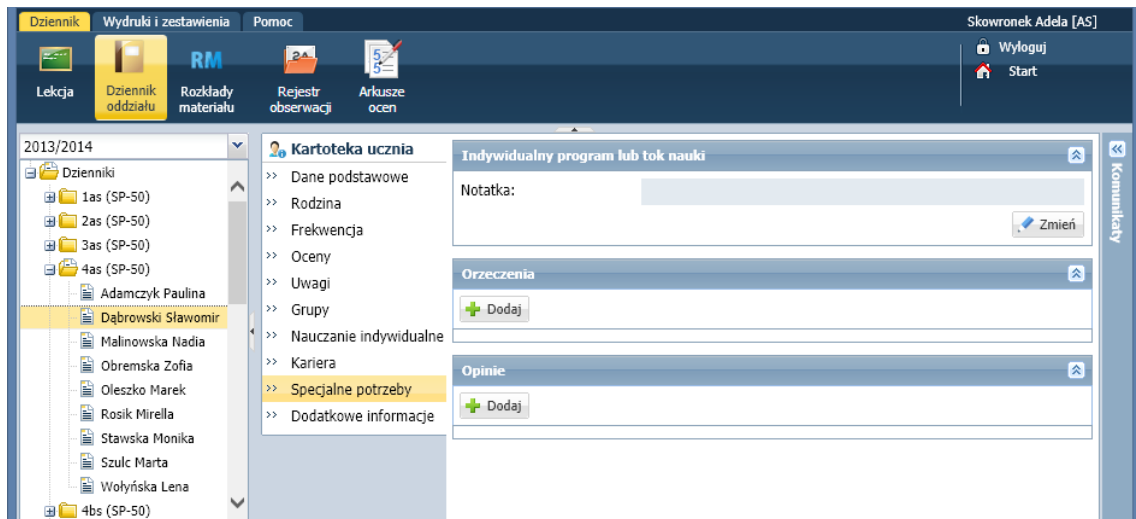 Dziennik Wydruki i zestawienia Pomoc Skowronek Adela [AS]
Wyloguj
Start
RM
Lekcja
Dziennik oddziału
Rozkłady materiału
Rejestr obserwacji
Arkusze ocen
2013/2014
Dzienniki
1as (SP-50)
2as (SP-50)
3as (SP-50)
4as (SP-50)
Adamczyk Paulina
Dąbrowski Sławomir
Malinowska Nadia
Obremska Zofia
Oleszko Marek
Rosik Mirella
Stawska Monika
Szulc Marta
Wołyńska Lena
4bs (SP-50)
Kartoteka ucznia
Dane podstawowe
Rodzina
Frekwencja
Oceny
Uwagi
Grupy
Nauczanie indywidualne
Kariera
Specjalne potrzeby
Dodatkowe informacje
Indywidualny program lub tok nauki
Notatka:
Zmień
Orzeczenia
Dodaj
Opinie
Dodaj
Komunikaty